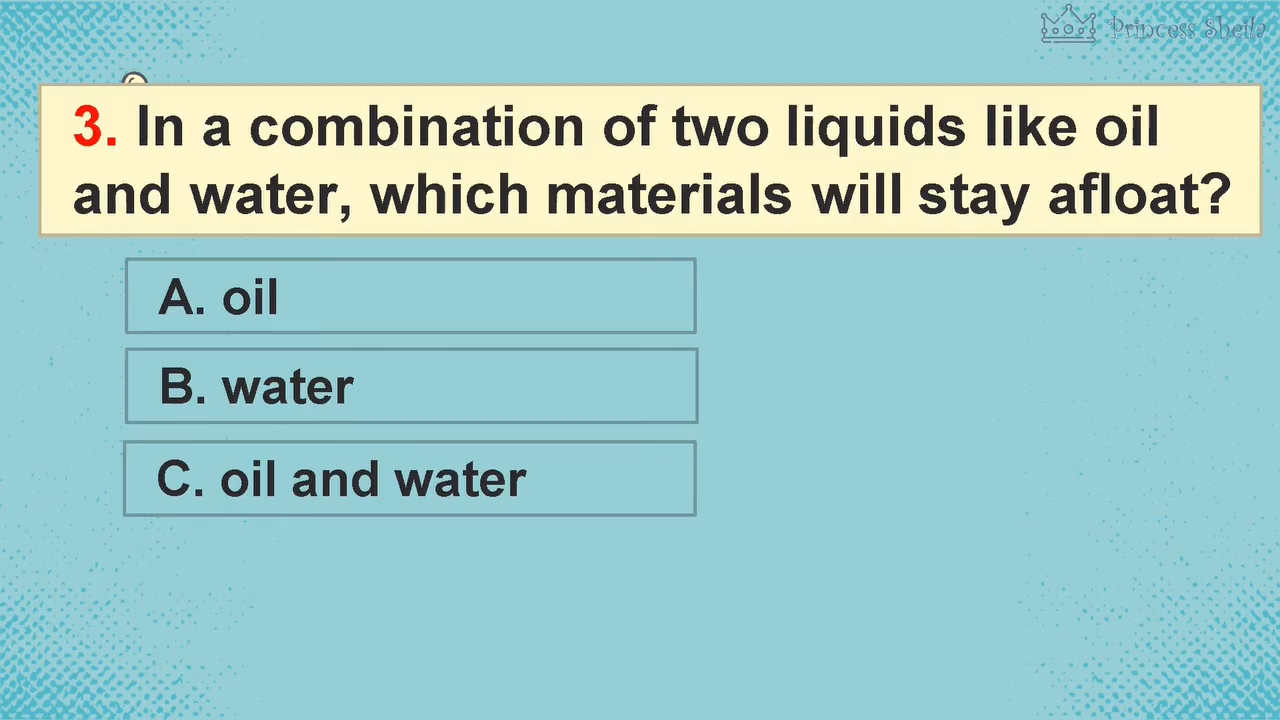 Princess Sheila
3. In a combination of two liquids like oil
and water, which materials will stay afloat?
A. oil
B. water
C. oil and water